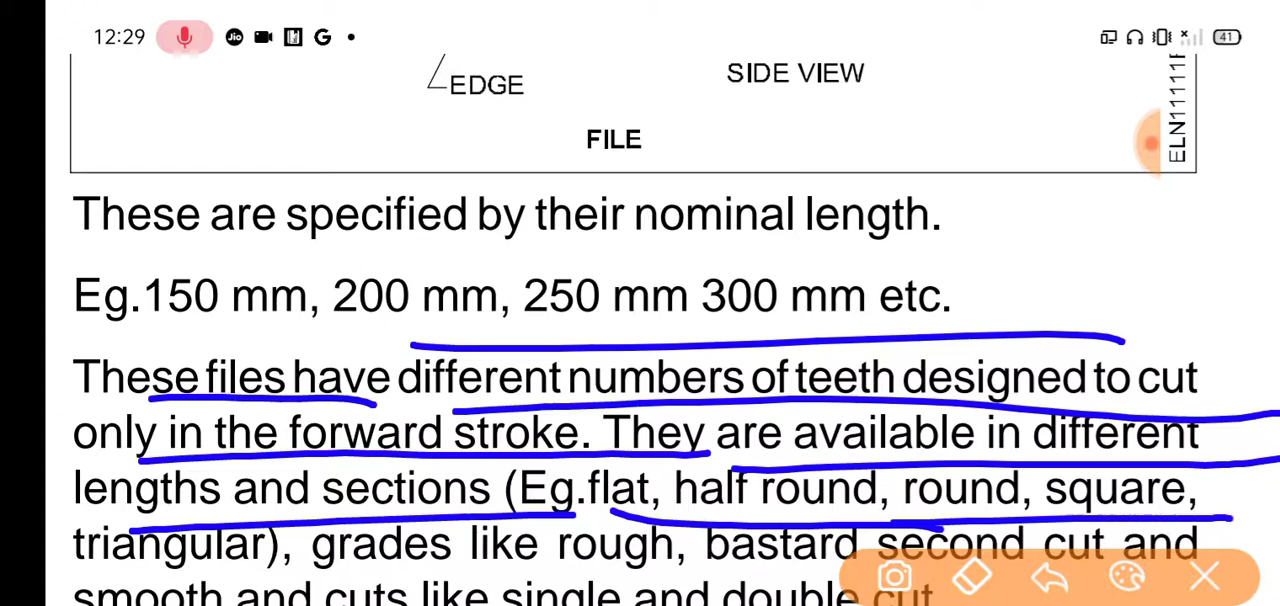 12:29
41
EDGE
SIDE VIEW
FILE
These are specified by their nominal length.
Eg.150 mm, 200 mm, 250 mm 300 mm etc.
These files have different numbers of teeth designed to cut
only in the forward stroke. They are available in different
lengths and sections (Eg.flat, half round, round, square,
triangular), grades like rough, bastard second cut and
smooth and cuts like single and double cut